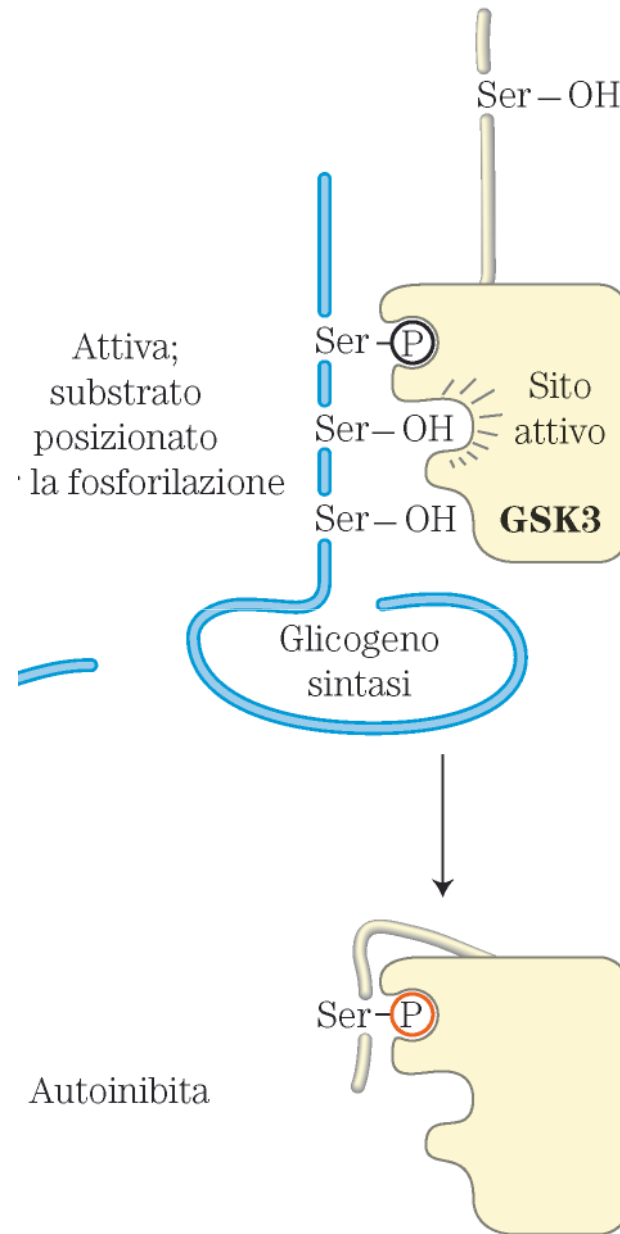 Ser – OH
Attiva;
substrato
posizionato
la fosforilazione
Ser – P
Ser – OH
Ser – OH
Sito
attivo
GSK3
Glicogeno
sintasi
Ser – P
Autoinibita